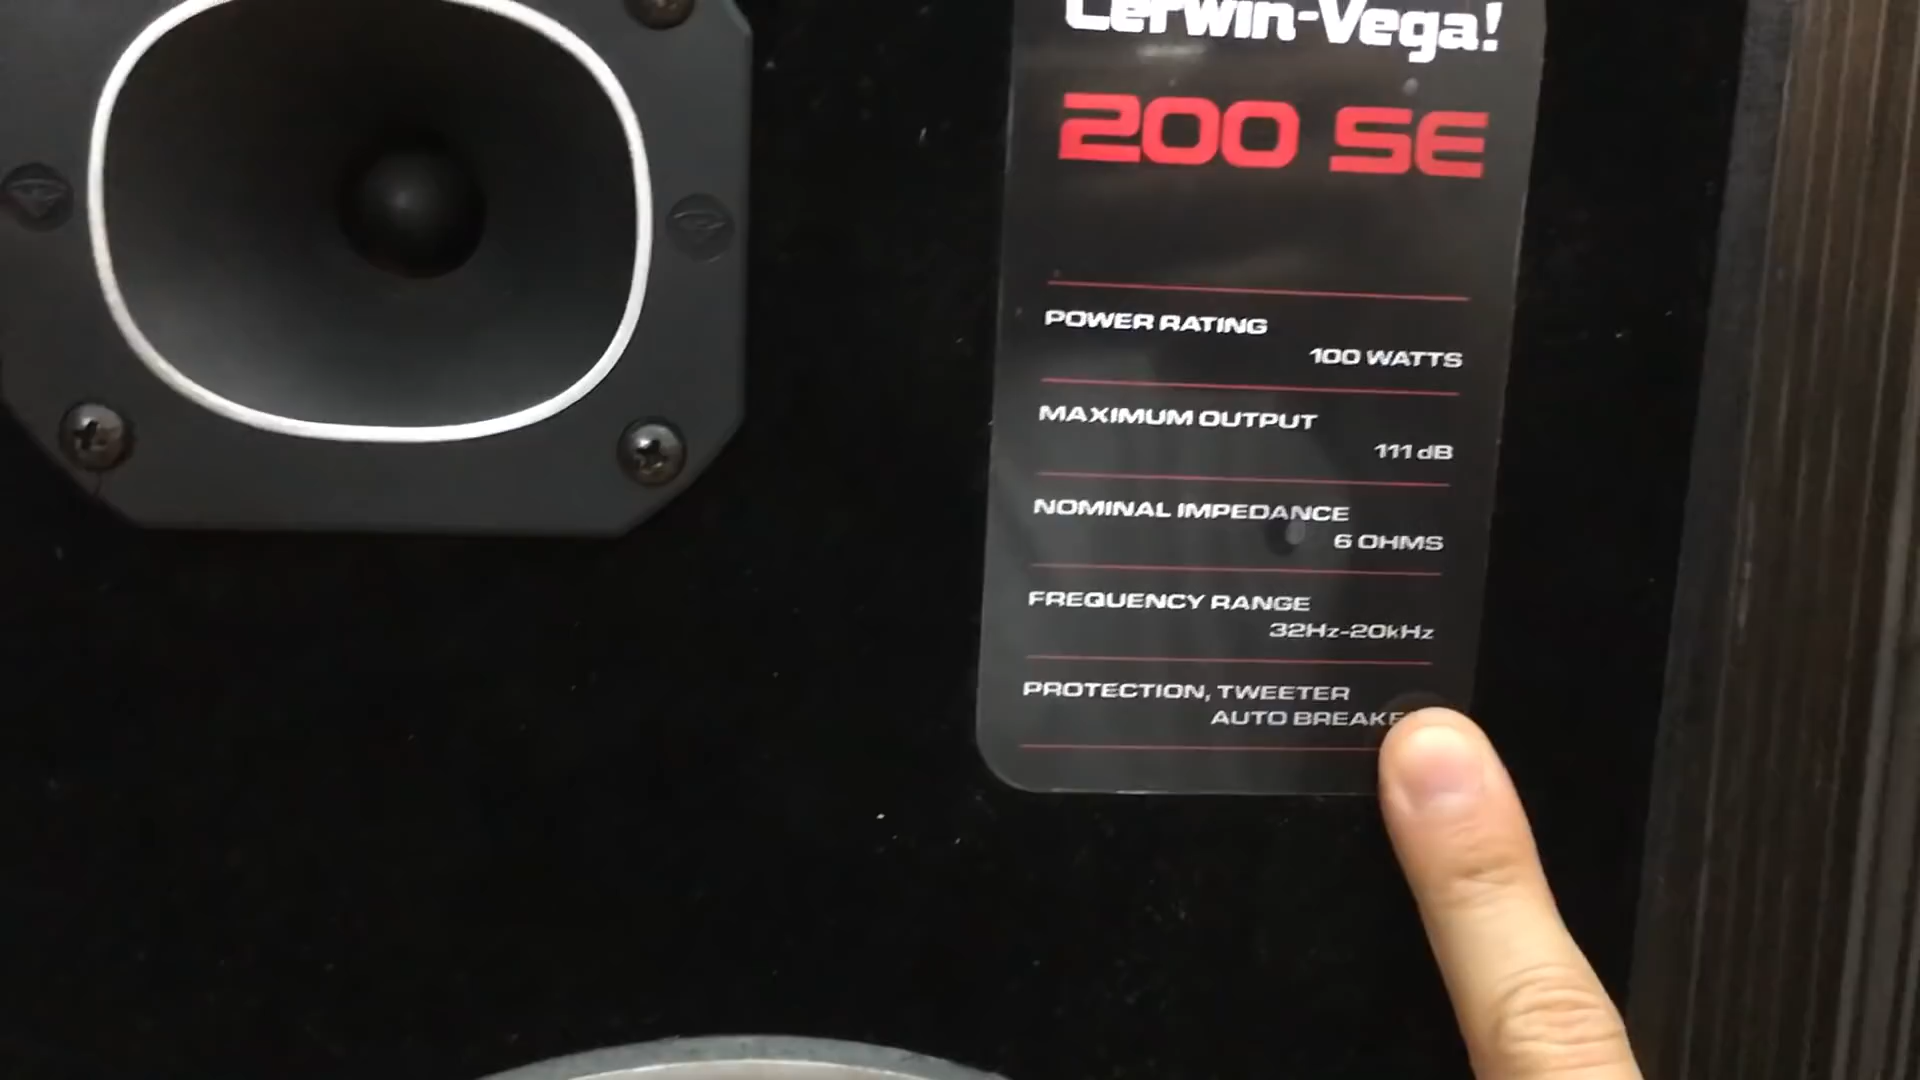 Cerwin-Vega!
200 SE
POWER RATING
100 WATTS
MAXIMUM OUTPUT
111 dB
NOMINAL IMPEDANCE
6 OHMS
FREQUENCY RANGE
32Hz-20kHz
PROTECTION, TWEETER
AUTO